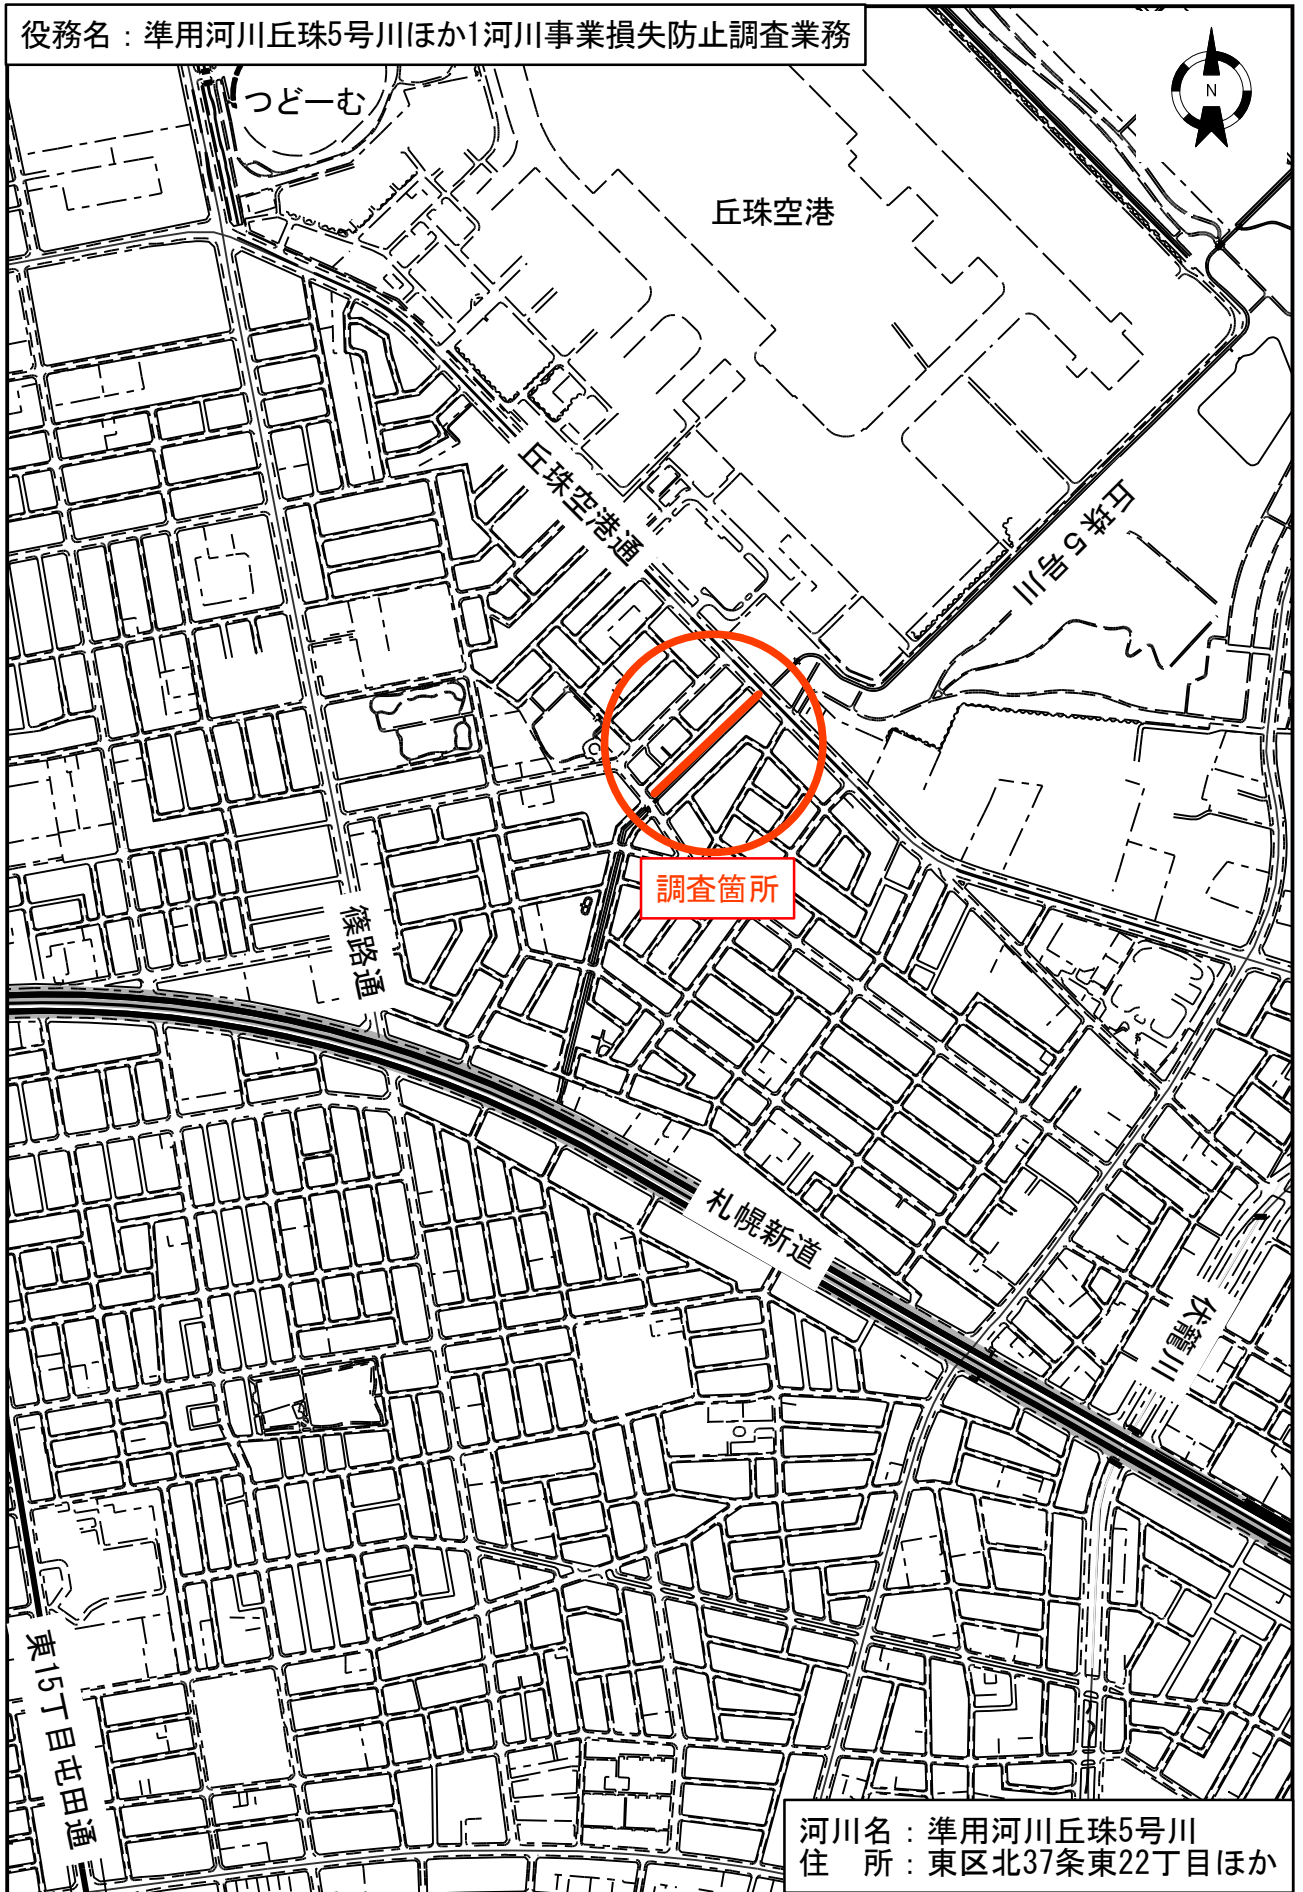 役務名：準用河川丘珠5号川ほか1河川事業損失防止調査業務
N
つどーむ
丘珠空港
丘珠空港通
丘珠5号川
調査箇所
篠路通
札幌新道
伏籠川
東15丁目屯田通
河川名：準用河川丘珠5号川
住　所：東区北37条東22丁目ほか